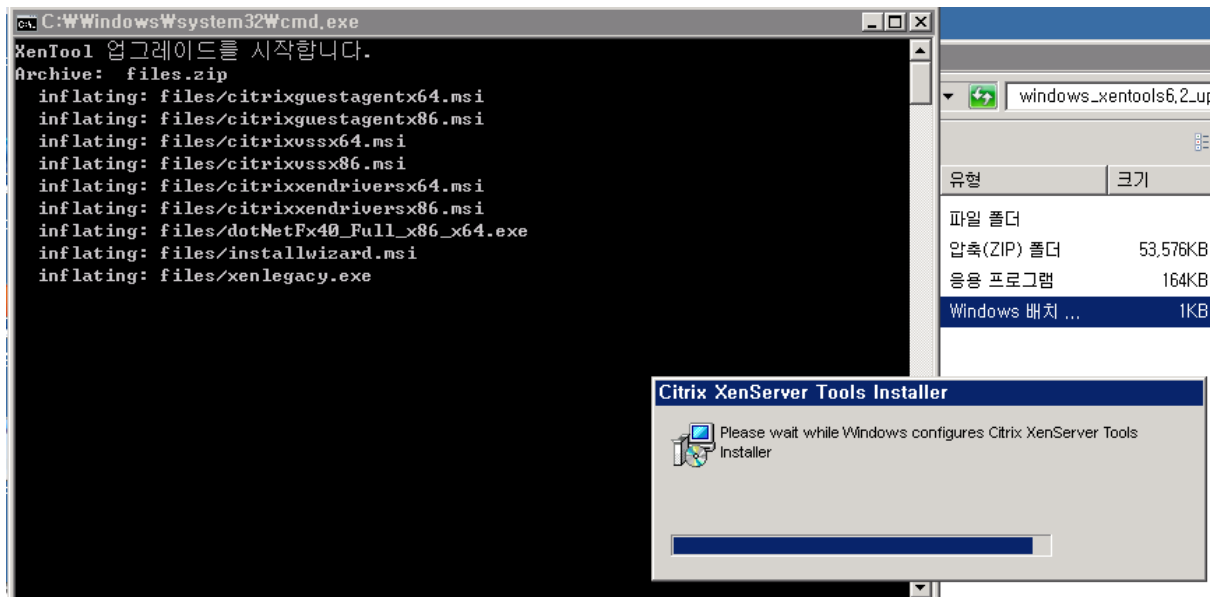 C:₩Windows₩system32₩cmd.exe
XenTool 업그레이드를 시작합니다.
Archive:  files.zip
  inflating: files/citrixguestagentx64.msi
  inflating: files/citrixguestagentx86.msi
  inflating: files/citrixvssx64.msi
  inflating: files/citrixvssx86.msi
  inflating: files/citrixxendriversx64.msi
  inflating: files/citrixxendriversx86.msi
  inflating: files/dotNetFx40_Full_x86_x64.exe
  inflating: files/installwizard.msi
  inflating: files/xenlegacy.exe
windows_xentools6,2_up
유형 크기
파일 폴더
압축(ZIP) 폴더 53,576KB
응용 프로그램 164KB
Windows 배치 ... 1KB
Citrix XenServer Tools Installer
Please wait while Windows configures Citrix XenServer Tools
Installer